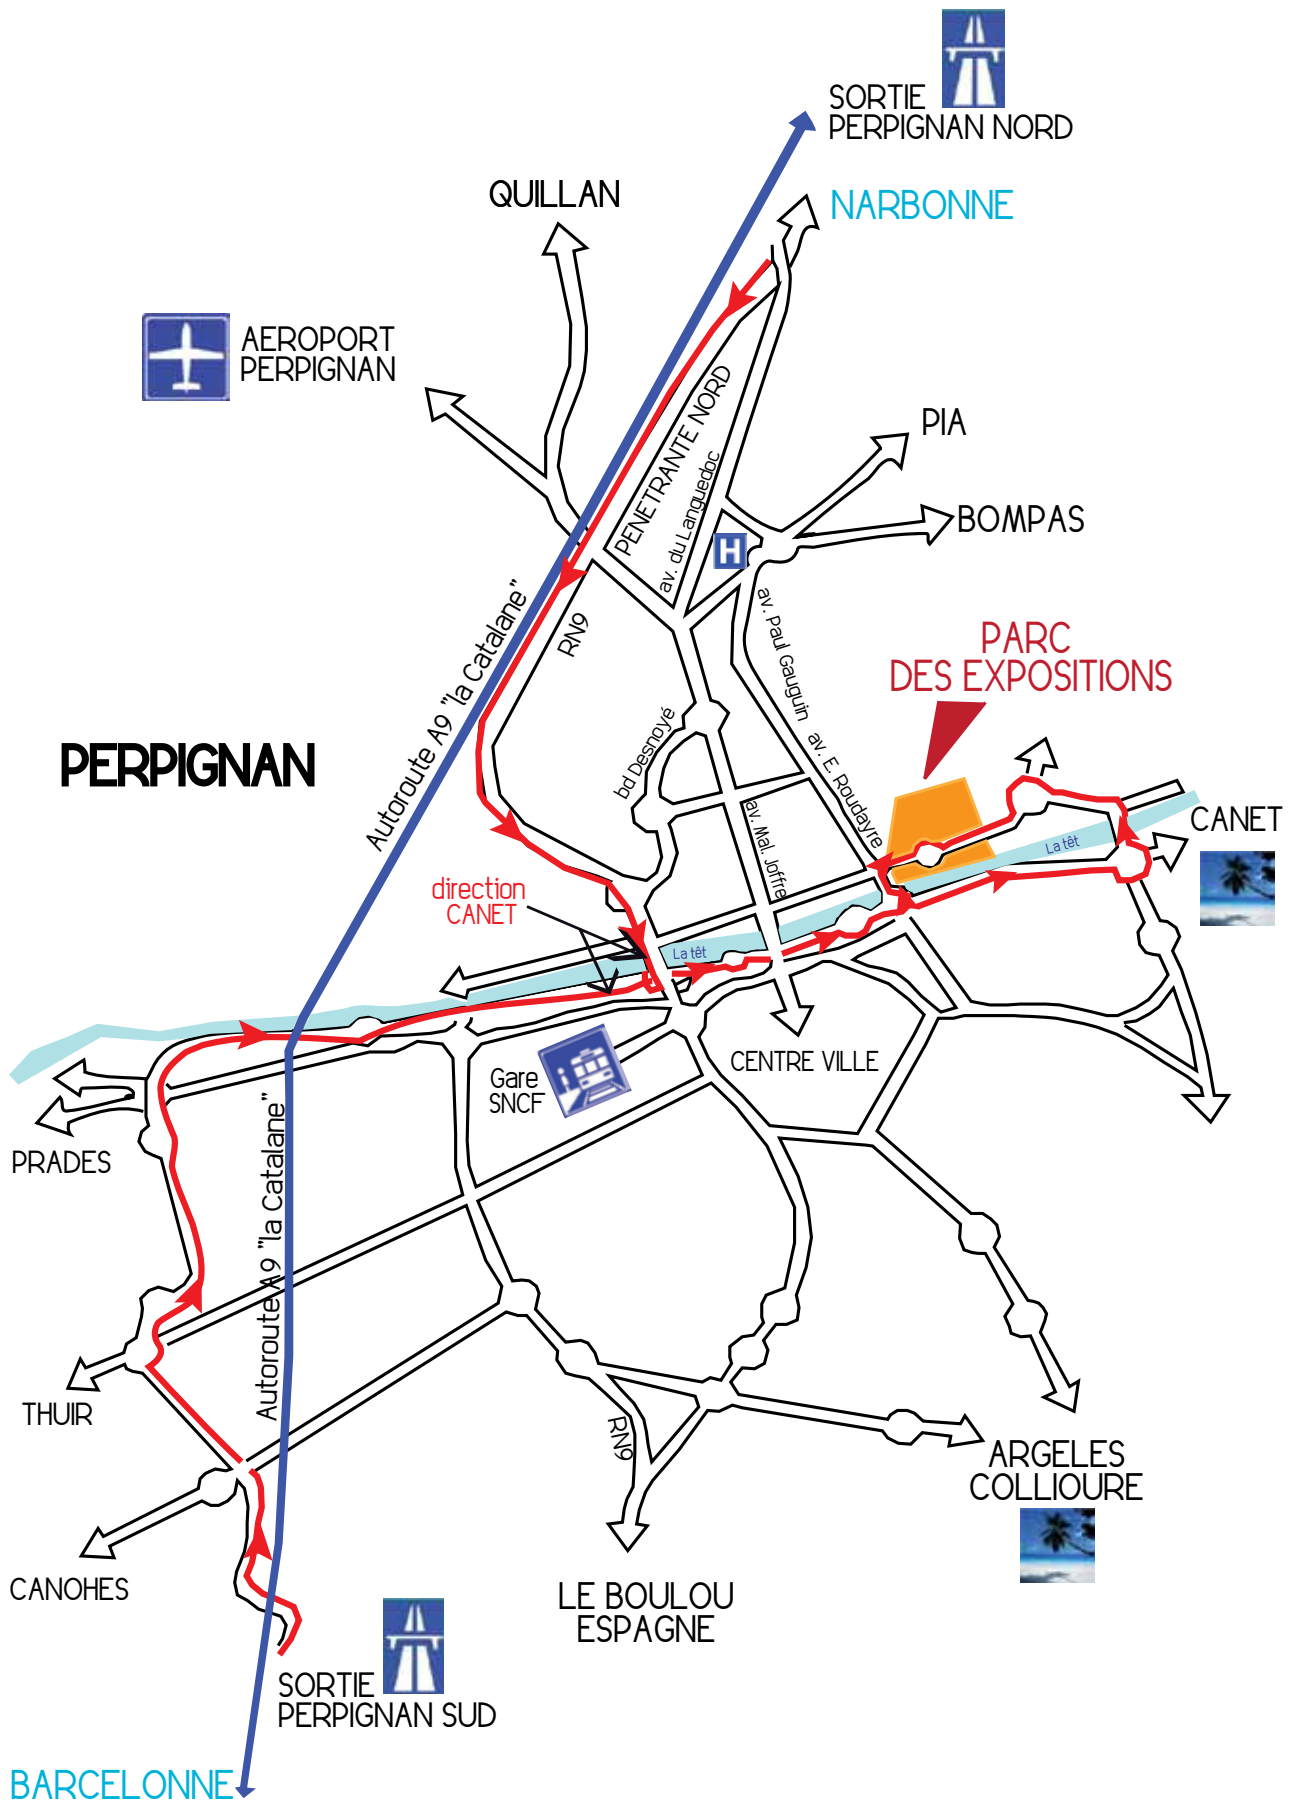 SORTIE
PERPIGNAN NORD
QUILLAN
NARBONNE
AEROPORT
PERPIGNAN
PENETRANTE NORD
av. du Languedoc
PIA
BOMPAS
H
RN9
av. Paul Gauguin
av. E. Roudayre
PARC
DES EXPOSITIONS
Autoroute A9 "la Catalane"
bd Desnoyé
PERPIGNAN
av. Mal. Joffre
CANET
La têt
direction
CANET
La têt
CENTRE VILLE
Gare
SNCF
PRADES
Autoroute A9 "la Catalane"
THUIR
RN9
ARGELES
COLLIOURE
CANOHES
LE BOULOU
ESPAGNE
SORTIE
PERPIGNAN SUD
BARCELONNE